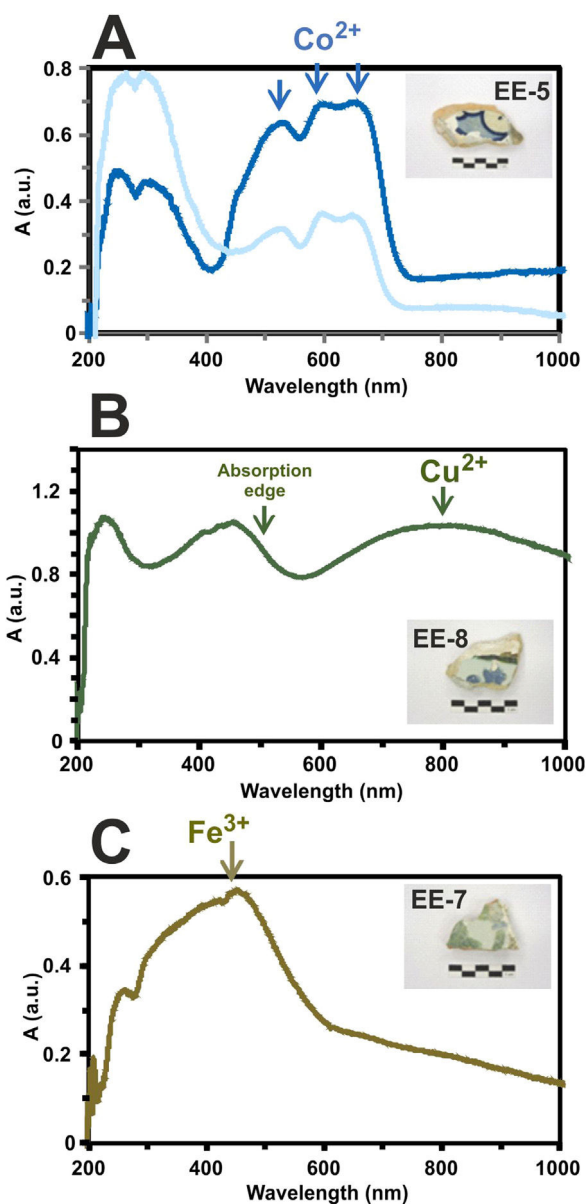 A
Co²⁺
EE-5
0.8
0.6
0.4
0.2
0
A (a.u.)
200
400
600
800
1000
Wavelength (nm)
B
Absorption
edge
Cu²⁺
EE-8
1.2
0.8
0.4
0
A (a.u.)
200
400
600
800
1000
Wavelength (nm)
C
Fe³⁺
EE-7
0.6
0.4
0.2
0
A (a.u.)
200
400
600
800
1000
Wavelength (nm)